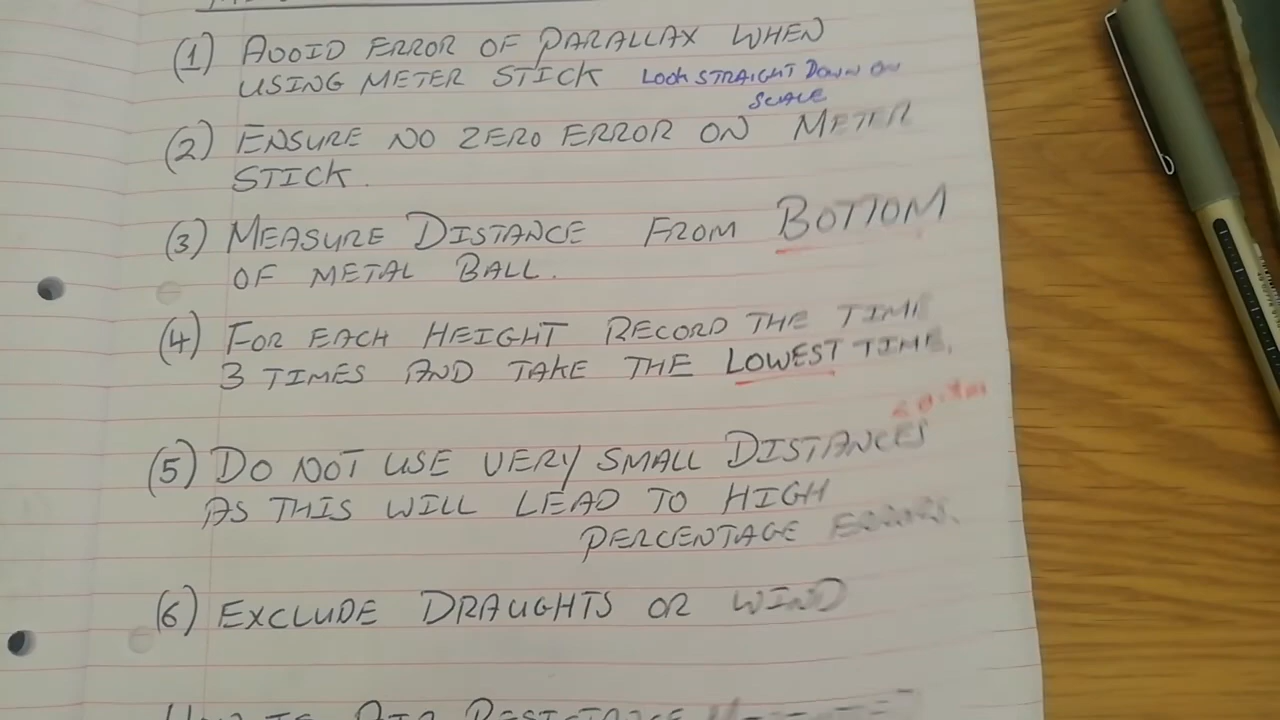 (1) AVOID ERROR OF PARALLAX WHEN
USING METER STICK LOOK STRAIGHT DOWN ON
SCALE
(2) ENSURE NO ZERO ERROR ON METER
STICK.
(3) MEASURE DISTANCE FROM BOTTOM
OF METAL BALL.
(4) FOR EACH HEIGHT RECORD THE TIME
3 TIMES AND TAKE THE LOWEST TIME.
(5) DO NOT USE VERY SMALL DISTANCES
AS THIS WILL LEAD TO HIGH
PERCENTAGE ERRORS.
(6) EXCLUDE DRAUGHTS OR WIND
AIR RESISTANCE